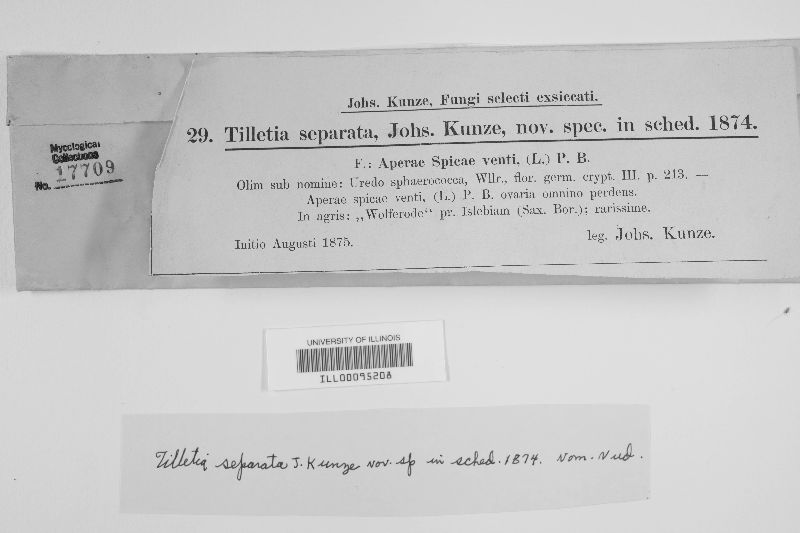 Johs. Kunze, Fungi selecti exsiccati.
29. Tilletia separata, Johs. Kunze, nov. spec. in sched. 1874.
F.: Aperae Spicae venti, (L.) P. B.
Olim sub nomine: Uredo sphaerococca, Wllr., flor. germ. crypt. III. p. 213. —
Aperae spicae venti, (L.) P. B. ovaria omnino perdens.
In agris: „Wolferode“ pr. Islebiam (Sax. Bor.); rarissime.
Initio Augusti 1875.
leg. Johs. Kunze.
Mycological
Collections
No. 17709
UNIVERSITY OF ILLINOIS
ILL00095208
Tilletia separata J. Kunze nov. sp in sched. 1874. Nom. Nud.